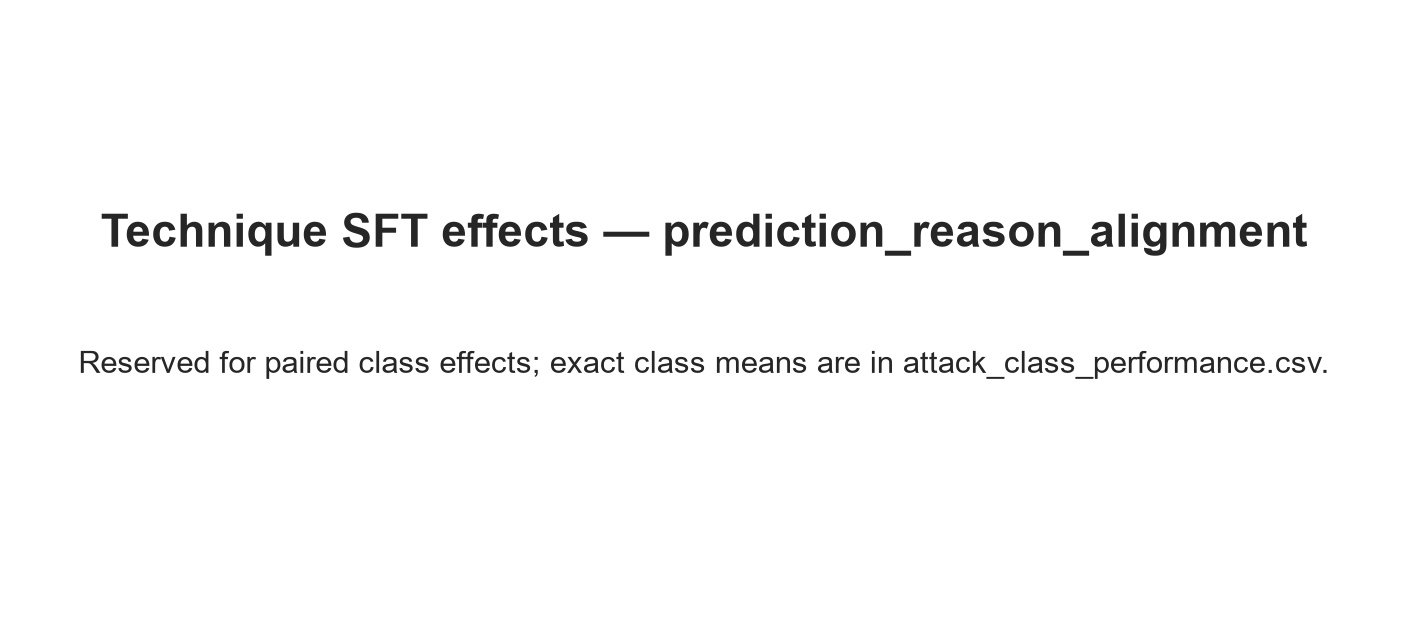 Technique SFT effects — prediction_reason_alignment
Reserved for paired class effects; exact class means are in attack_class_performance.csv.